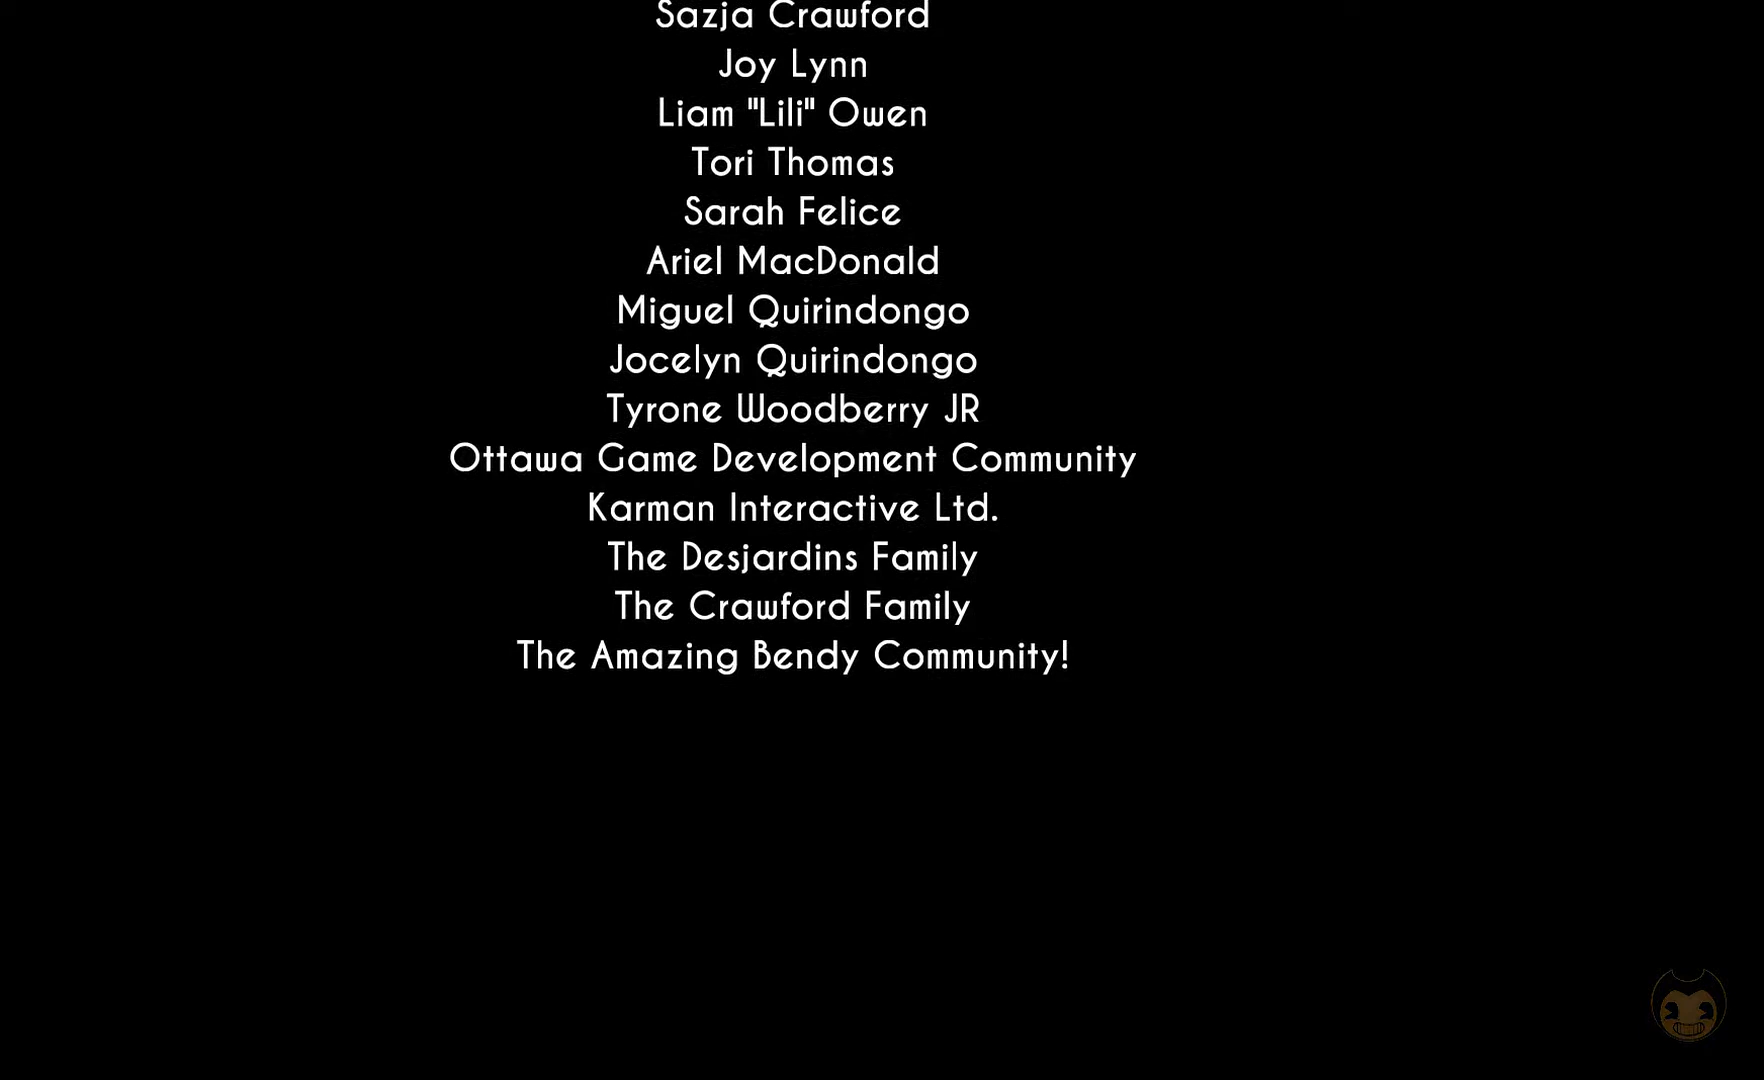 Sazja Crawford
Joy Lynn
Liam "Lili" Owen
Tori Thomas
Sarah Felice
Ariel MacDonald
Miguel Quirindongo
Jocelyn Quirindongo
Tyrone Woodberry JR
Ottawa Game Development Community
Karman Interactive Ltd.
The Desjardins Family
The Crawford Family
The Amazing Bendy Community!